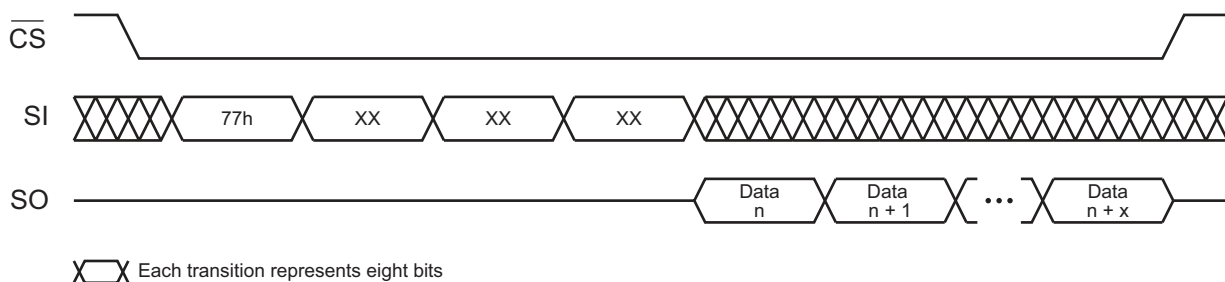 CS
SI
77h
XX
XX
XX
SO
Data
n
Data
n + 1
•••
Data
n + x
Each transition represents eight bits